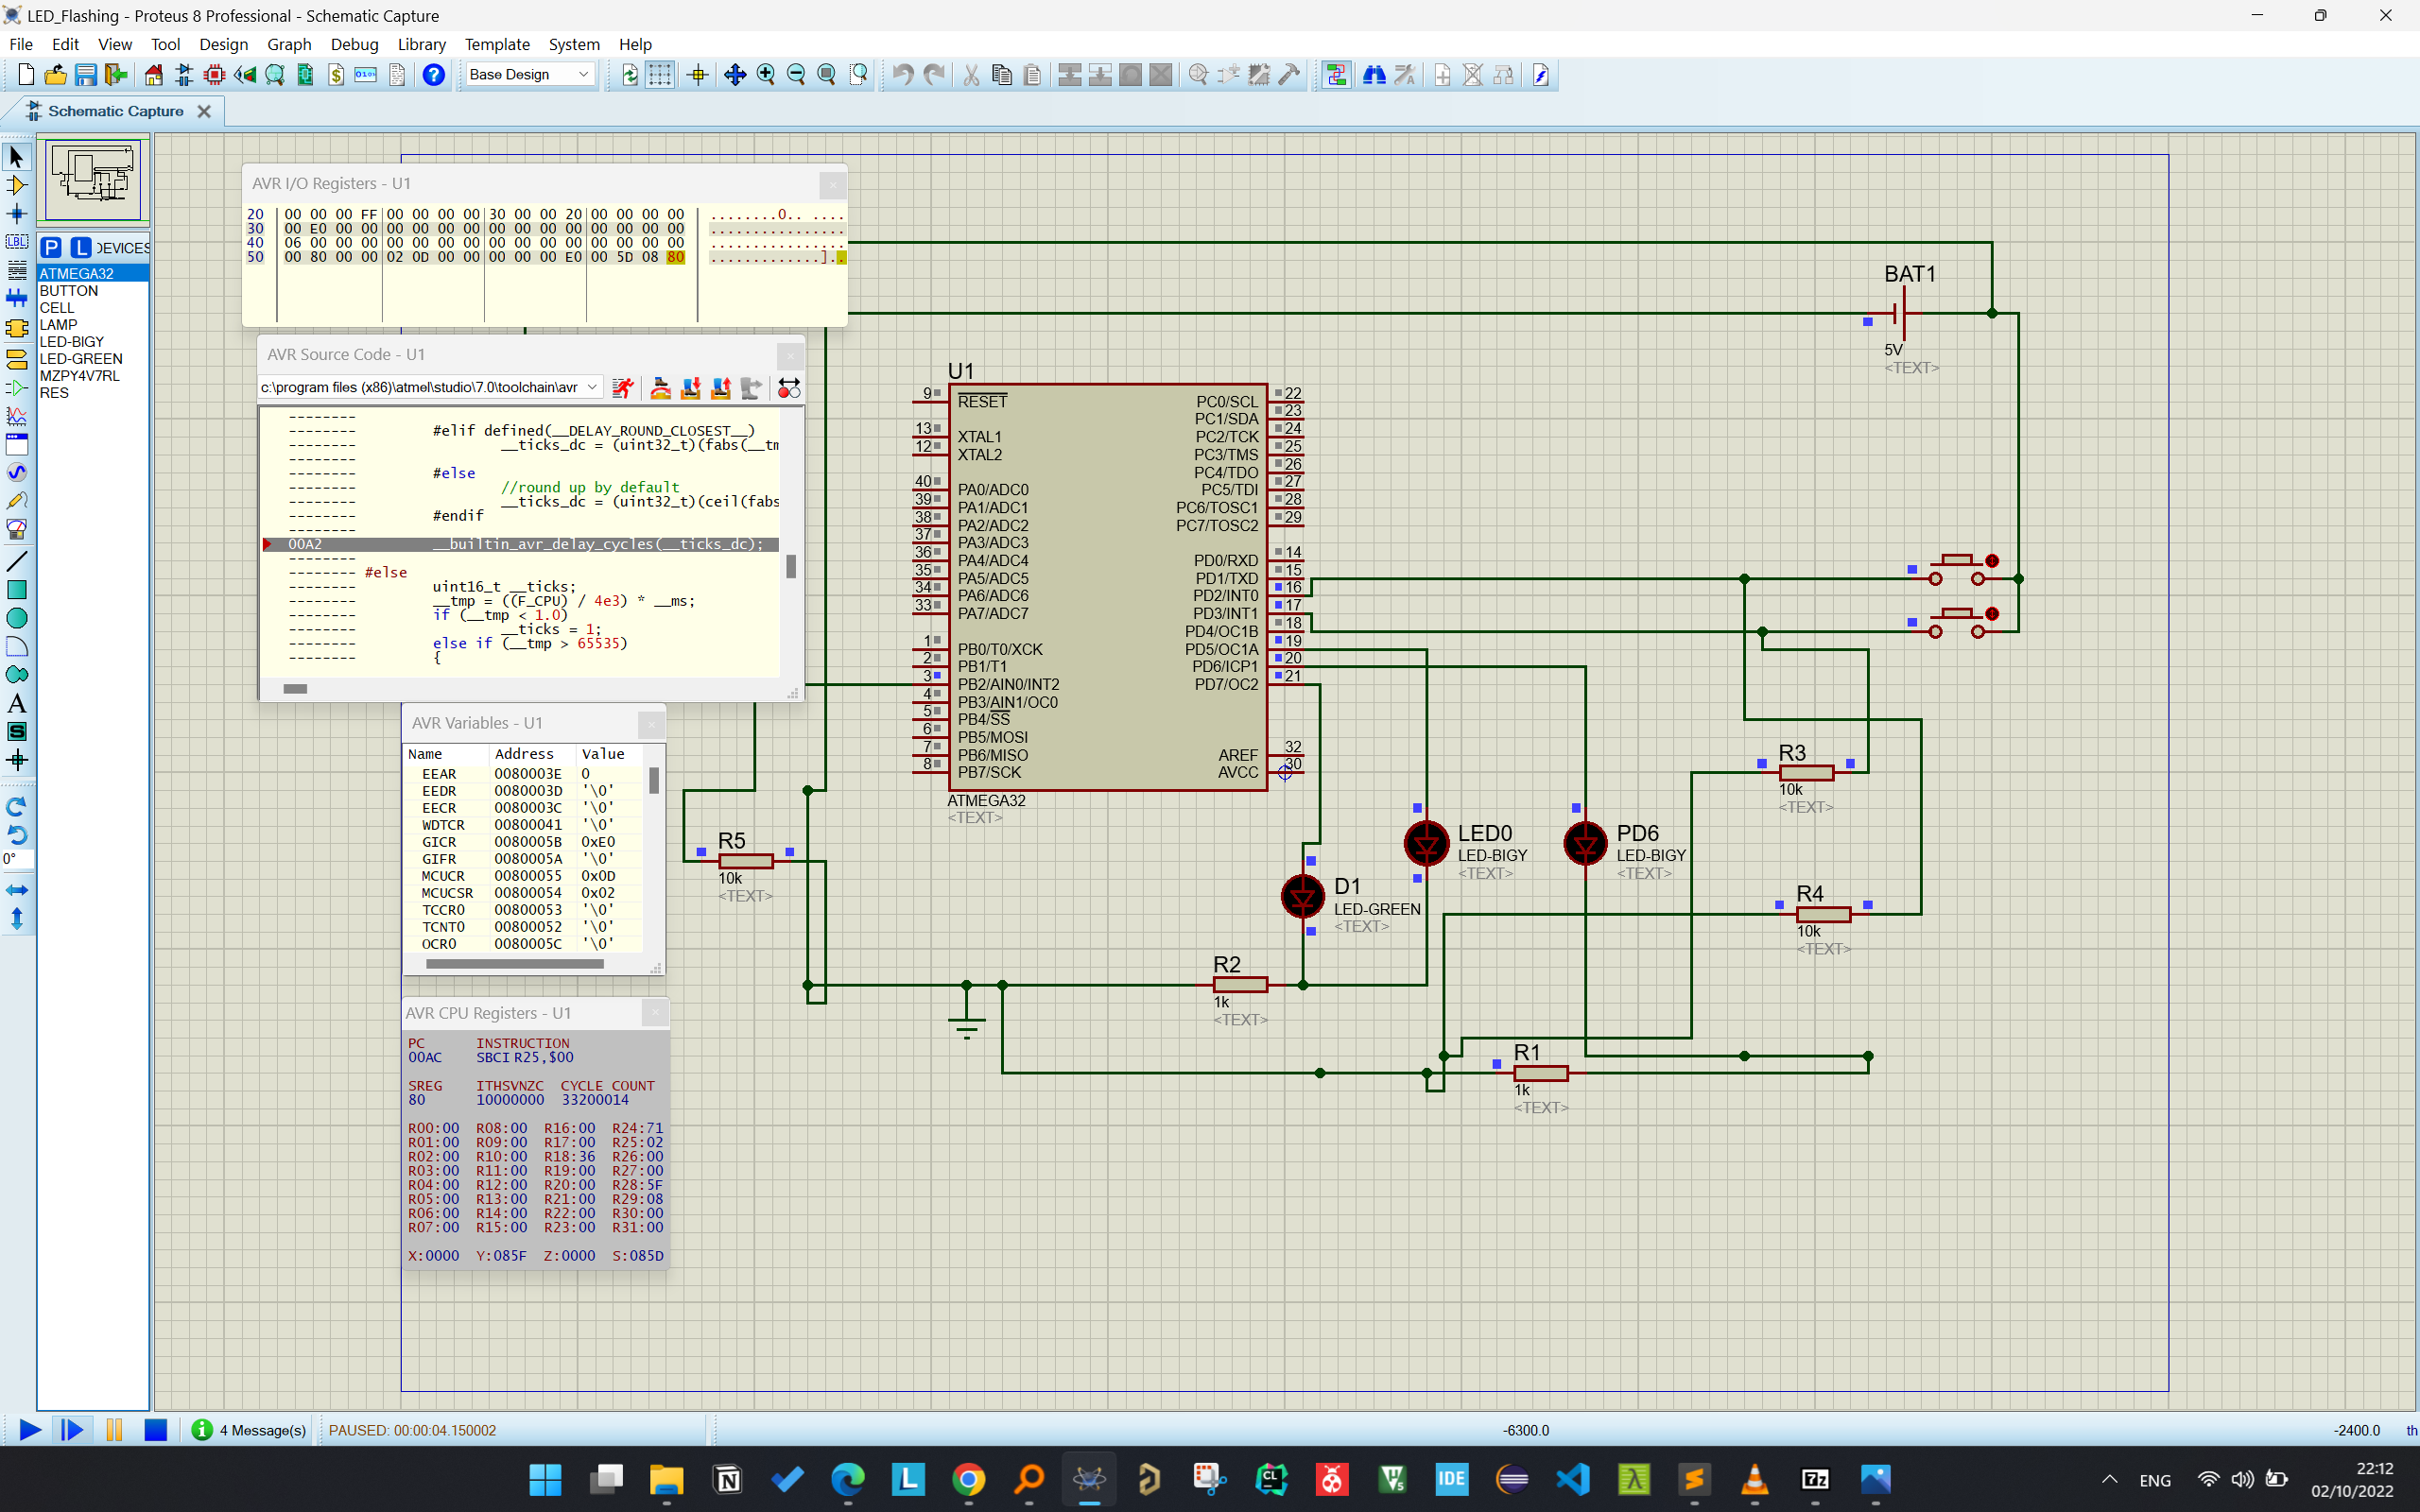 LED_Flashing - Proteus 8 Professional - Schematic Capture
File Edit View Tool Design Graph Debug Library Template System Help
Base Design
Schematic Capture
P L DEVICES
ATMEGA32
BUTTON
CELL
LAMP
LED-BIGY
LED-GREEN
MZPY4V7RL
RES
LBL
0°
AVR I/O Registers - U1
20 00 00 00 FF 00 00 00 00 30 00 00 20 00 00 00 00 ........0.. ....
30 00 E0 00 00 00 00 00 00 00 00 00 00 00 00 00 00 ................
40 06 00 00 00 00 00 00 00 00 00 00 00 00 00 00 00 ................
50 00 80 00 00 02 0D 00 00 00 00 00 E0 00 5D 08 80 .............]..
AVR Source Code - U1
c:\program files (x86)\atmel\studio\7.0\toolchain\avr
--------
-------- #elif defined(__DELAY_ROUND_CLOSEST__)
-------- __ticks_dc = (uint32_t)(fabs(__tm
--------
-------- #else
-------- //round up by default
-------- __ticks_dc = (uint32_t)(ceil(fabs
-------- #endif
--------
00A2 __builtin_avr_delay_cycles(__ticks_dc);
--------
-------- #else
-------- uint16_t __ticks;
-------- __tmp = ((F_CPU) / 4e3) * __ms;
-------- if (__tmp < 1.0)
-------- __ticks = 1;
-------- else if (__tmp > 65535)
-------- {
AVR Variables - U1
Name Address Value
EEAR 0080003E 0
EEDR 0080003D '\0'
EECR 0080003C '\0'
WDTCR 00800041 '\0'
GICR 0080005B 0xE0
GIFR 0080005A '\0'
MCUCR 00800055 0x0D
MCUCSR 00800054 0x02
TCCR0 00800053 '\0'
TCNT0 00800052 '\0'
OCR0 0080005C '\0'
AVR CPU Registers - U1
PC INSTRUCTION
00AC SBCI R25,$00
SREG ITHSVNZC CYCLE COUNT
80 10000000 33200014
R00:00 R08:00 R16:00 R24:71
R01:00 R09:00 R17:00 R25:02
R02:00 R10:00 R18:36 R26:00
R03:00 R11:00 R19:00 R27:00
R04:00 R12:00 R20:00 R28:5F
R05:00 R13:00 R21:00 R29:08
R06:00 R14:00 R22:00 R30:00
R07:00 R15:00 R23:00 R31:00
X:0000 Y:085F Z:0000 S:085D
U1
9 RESET PC0/SCL 22
PC1/SDA 23
13 XTAL1 PC2/TCK 24
12 XTAL2 PC3/TMS 25
PC4/TDO 26
40 PA0/ADC0 PC5/TDI 27
39 PA1/ADC1 PC6/TOSC1 28
38 PA2/ADC2 PC7/TOSC2 29
37 PA3/ADC3
36 PA4/ADC4 PD0/RXD 14
35 PA5/ADC5 PD1/TXD 15
34 PA6/ADC6 PD2/INT0 16
33 PA7/ADC7 PD3/INT1 17
PD4/OC1B 18
1 PB0/T0/XCK PD5/OC1A 19
2 PB1/T1 PD6/ICP1 20
3 PB2/AIN0/INT2 PD7/OC2 21
4 PB3/AIN1/OC0
5 PB4/SS
6 PB5/MOSI
7 PB6/MISO AREF 32
8 PB7/SCK AVCC 30
ATMEGA32
<TEXT>
BAT1
5V
<TEXT>
R3
10k
<TEXT>
R4
10k
<TEXT>
R5
10k
<TEXT>
LED0
LED-BIGY
<TEXT>
PD6
LED-BIGY
<TEXT>
D1
LED-GREEN
<TEXT>
R2
1k
<TEXT>
R1
1k
<TEXT>
4 Message(s) PAUSED: 00:00:04.150002 -6300.0 -2400.0 th
ENG
22:12
02/10/2022
L
CL
IDE
7z